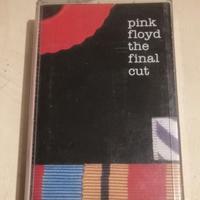 pink
floyd the
final
cut